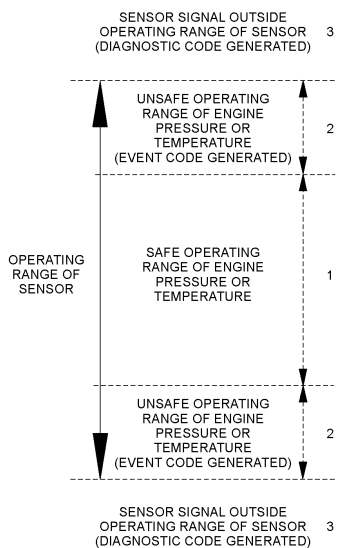 SENSOR SIGNAL OUTSIDE
OPERATING RANGE OF SENSOR 3
(DIAGNOSTIC CODE GENERATED)
UNSAFE OPERATING
RANGE OF ENGINE
PRESSURE OR 2
TEMPERATURE
(EVENT CODE GENERATED)
OPERATING
RANGE OF
SENSOR
SAFE OPERATING
RANGE OF ENGINE
PRESSURE OR 1
TEMPERATURE
UNSAFE OPERATING
RANGE OF ENGINE
PRESSURE OR 2
TEMPERATURE
(EVENT CODE GENERATED)
SENSOR SIGNAL OUTSIDE
OPERATING RANGE OF SENSOR 3
(DIAGNOSTIC CODE GENERATED)